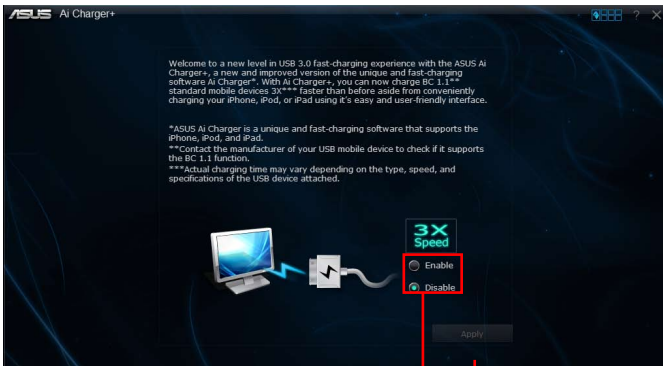 ASUS Ai Charger+
?
Welcome to a new level in USB 3.0 fast-charging experience with the ASUS Ai
Charger+, a new and improved version of the unique and fast-charging
software Ai Charger*. With Ai Charger+, you can now charge BC 1.1**
standard mobile devices 3X*** faster than before aside from conveniently
charging your iPhone, iPod, or iPad using it's easy and user-friendly interface.
*ASUS Ai Charger is a unique and fast-charging software that supports the
iPhone, iPod, and iPad.
**Contact the manufacturer of your USB mobile device to check if it supports
the BC 1.1 function.
***Actual charging time may vary depending on the type, speed, and
specifications of the USB device attached.
3X
Speed
Enable
Disable
Apply